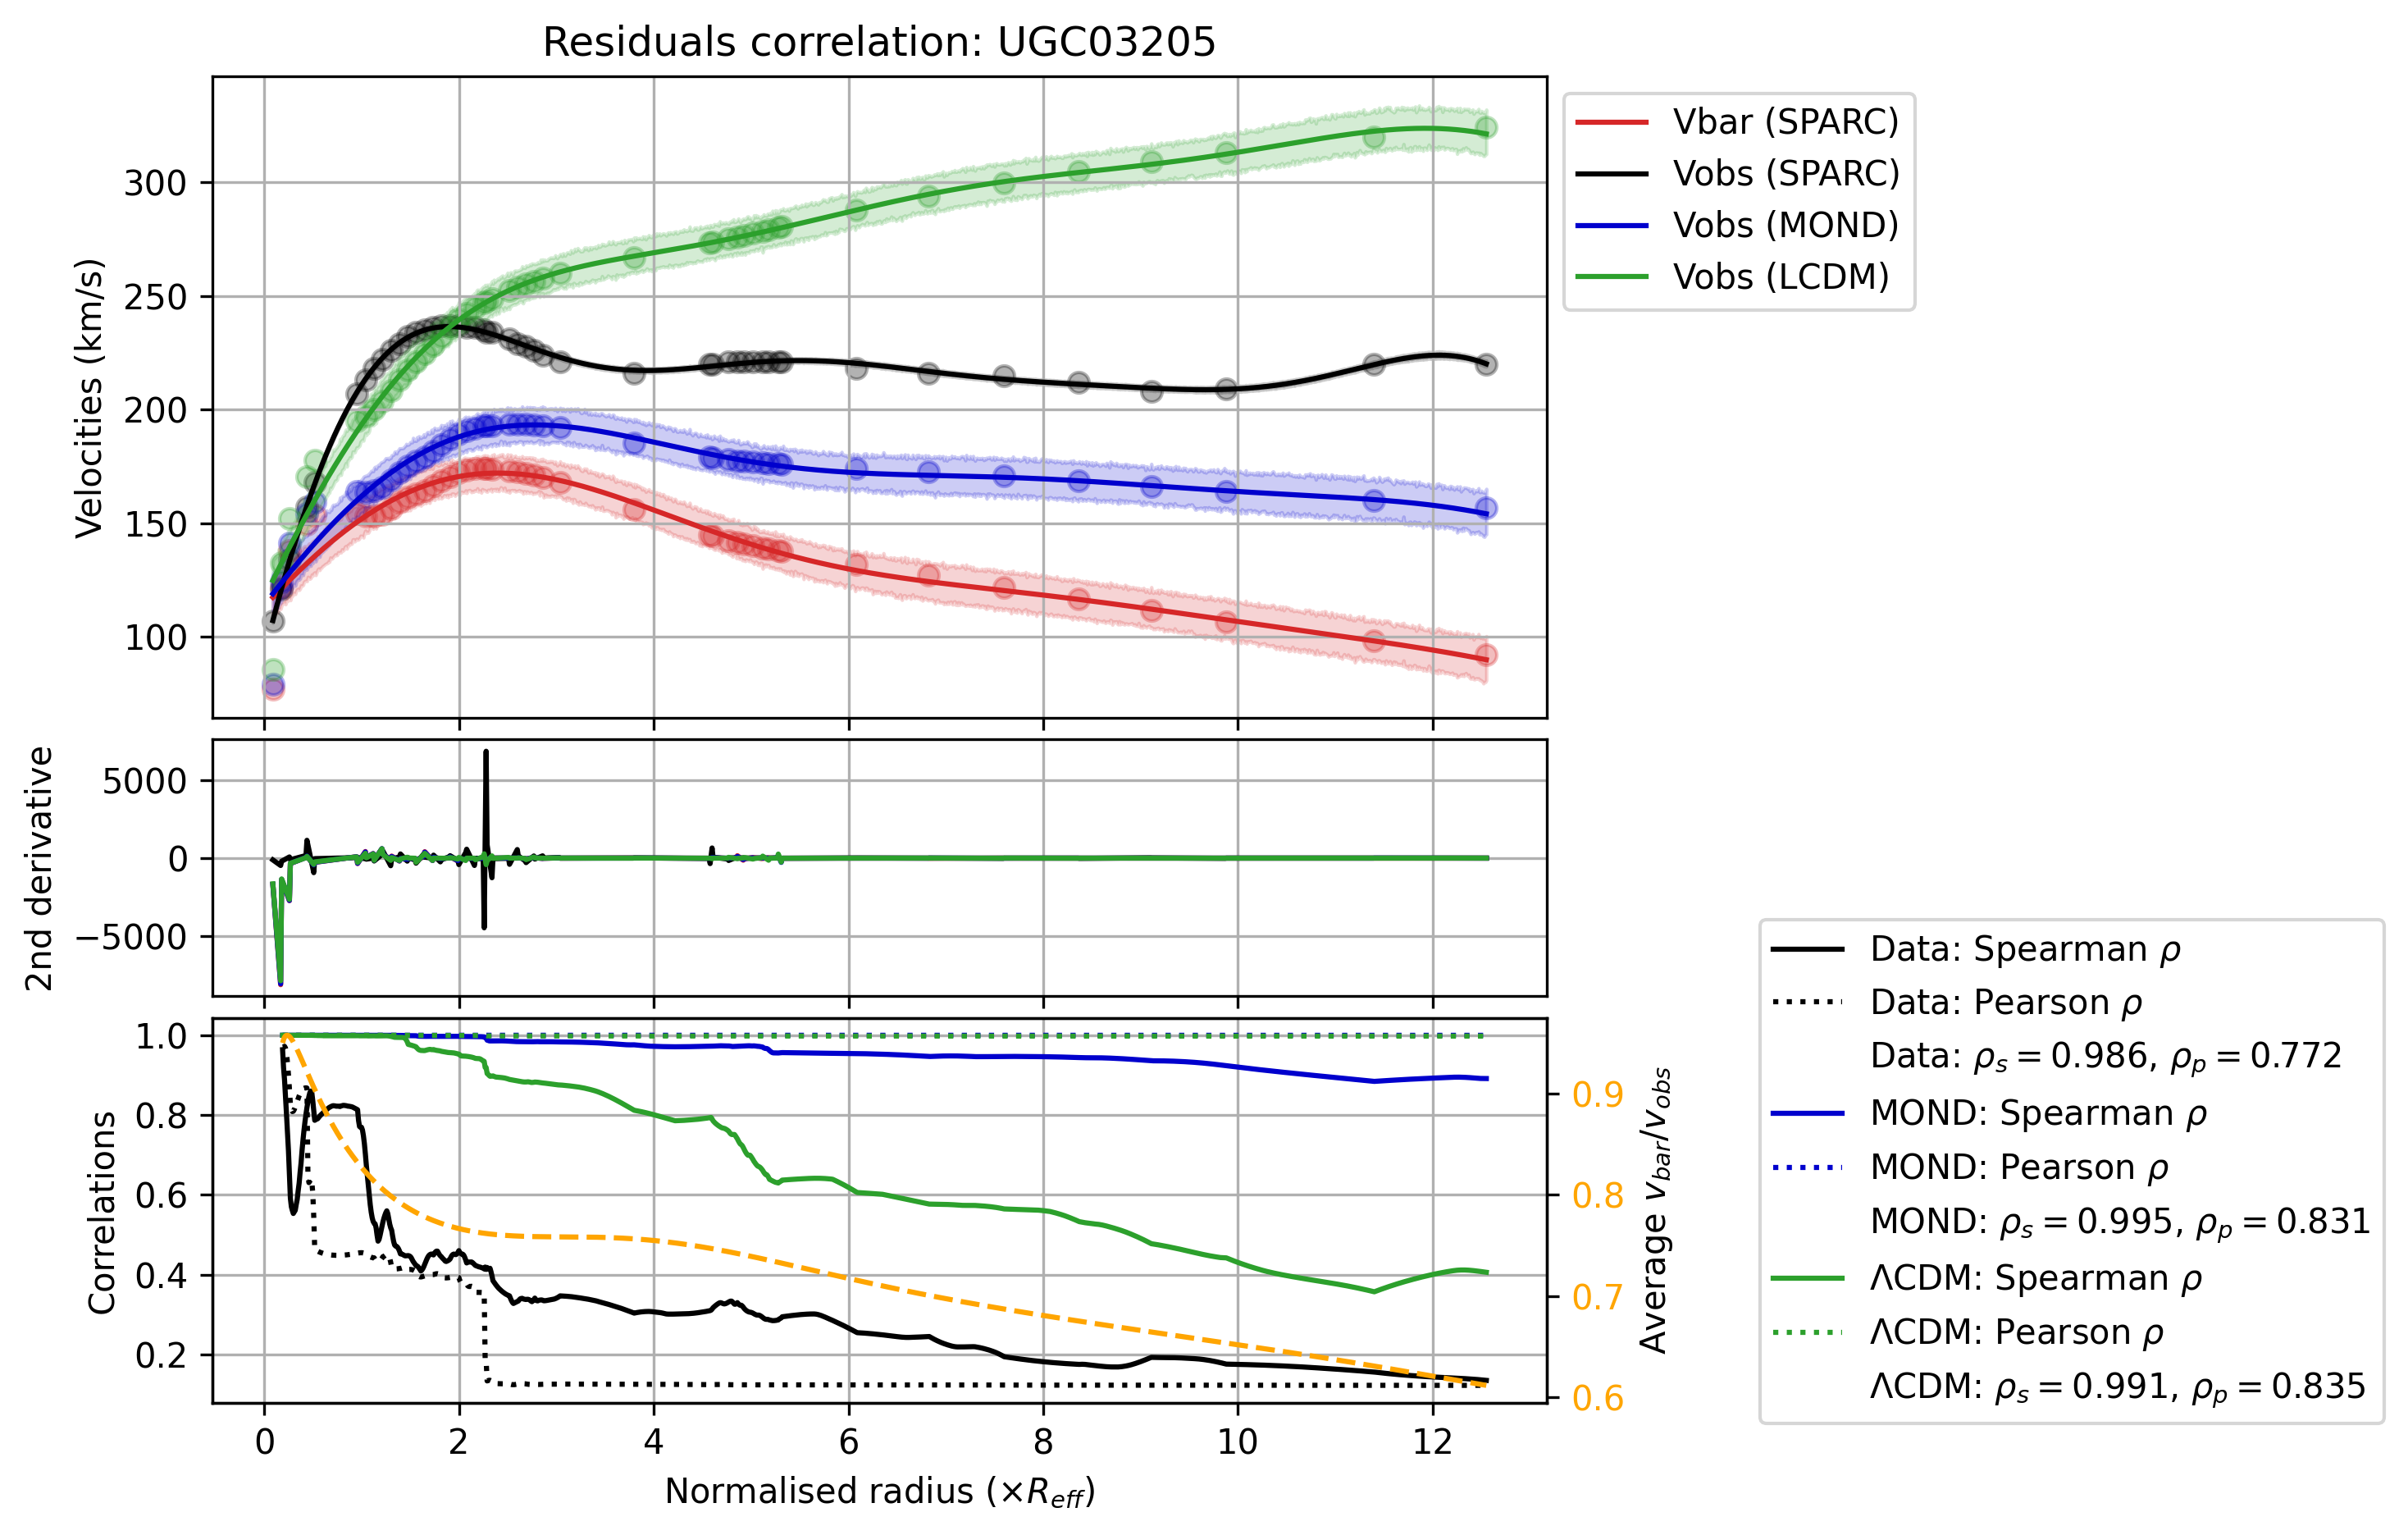 Residuals correlation: UGC03205
Velocities (km/s)
300
250
200
150
100
Vbar (SPARC)
Vobs (SPARC)
Vobs (MOND)
Vobs (LCDM)
2nd derivative
5000
0
−5000
Correlations
1.0
0.8
0.6
0.4
0.2
0.9
0.8
0.7
0.6
Average v_bar/v_obs
0 2 4 6 8 10 12
Normalised radius (×R_eff)
Data: Spearman ρ
Data: Pearson ρ
Data: ρ_s = 0.986, ρ_p = 0.772
MOND: Spearman ρ
MOND: Pearson ρ
MOND: ρ_s = 0.995, ρ_p = 0.831
ΛCDM: Spearman ρ
ΛCDM: Pearson ρ
ΛCDM: ρ_s = 0.991, ρ_p = 0.835